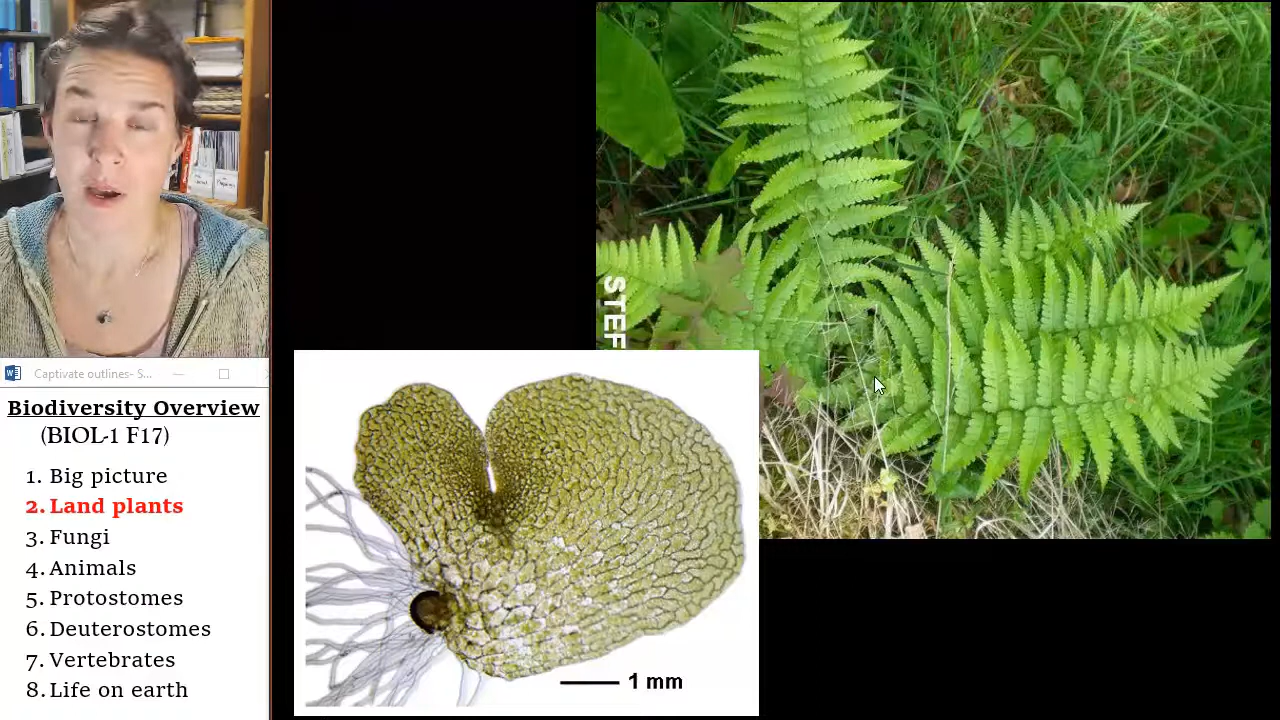 Captivate outlines- S...
Biodiversity Overview
(BIOL-1 F17)
1. Big picture
2. Land plants
3. Fungi
4. Animals
5. Protostomes
6. Deuterostomes
7. Vertebrates
8. Life on earth
1 mm